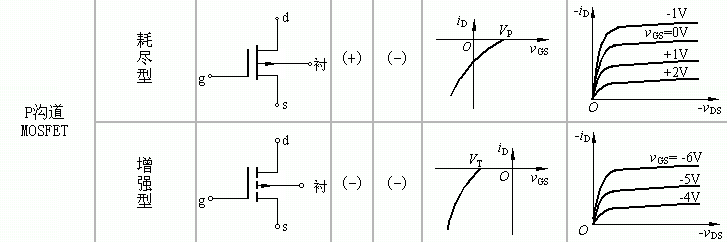 P沟道
MOSFET
耗
尽
型
d
衬
g
s
(+)
(-)
iD
VP
O
vGS
-iD
-1V
vGS=0V
+1V
+2V
O
-vDS
增
强
型
d
衬
g
s
(-)
(-)
iD
VT
O
vGS
-iD
vGS= -6V
-5V
-4V
O
-vDS